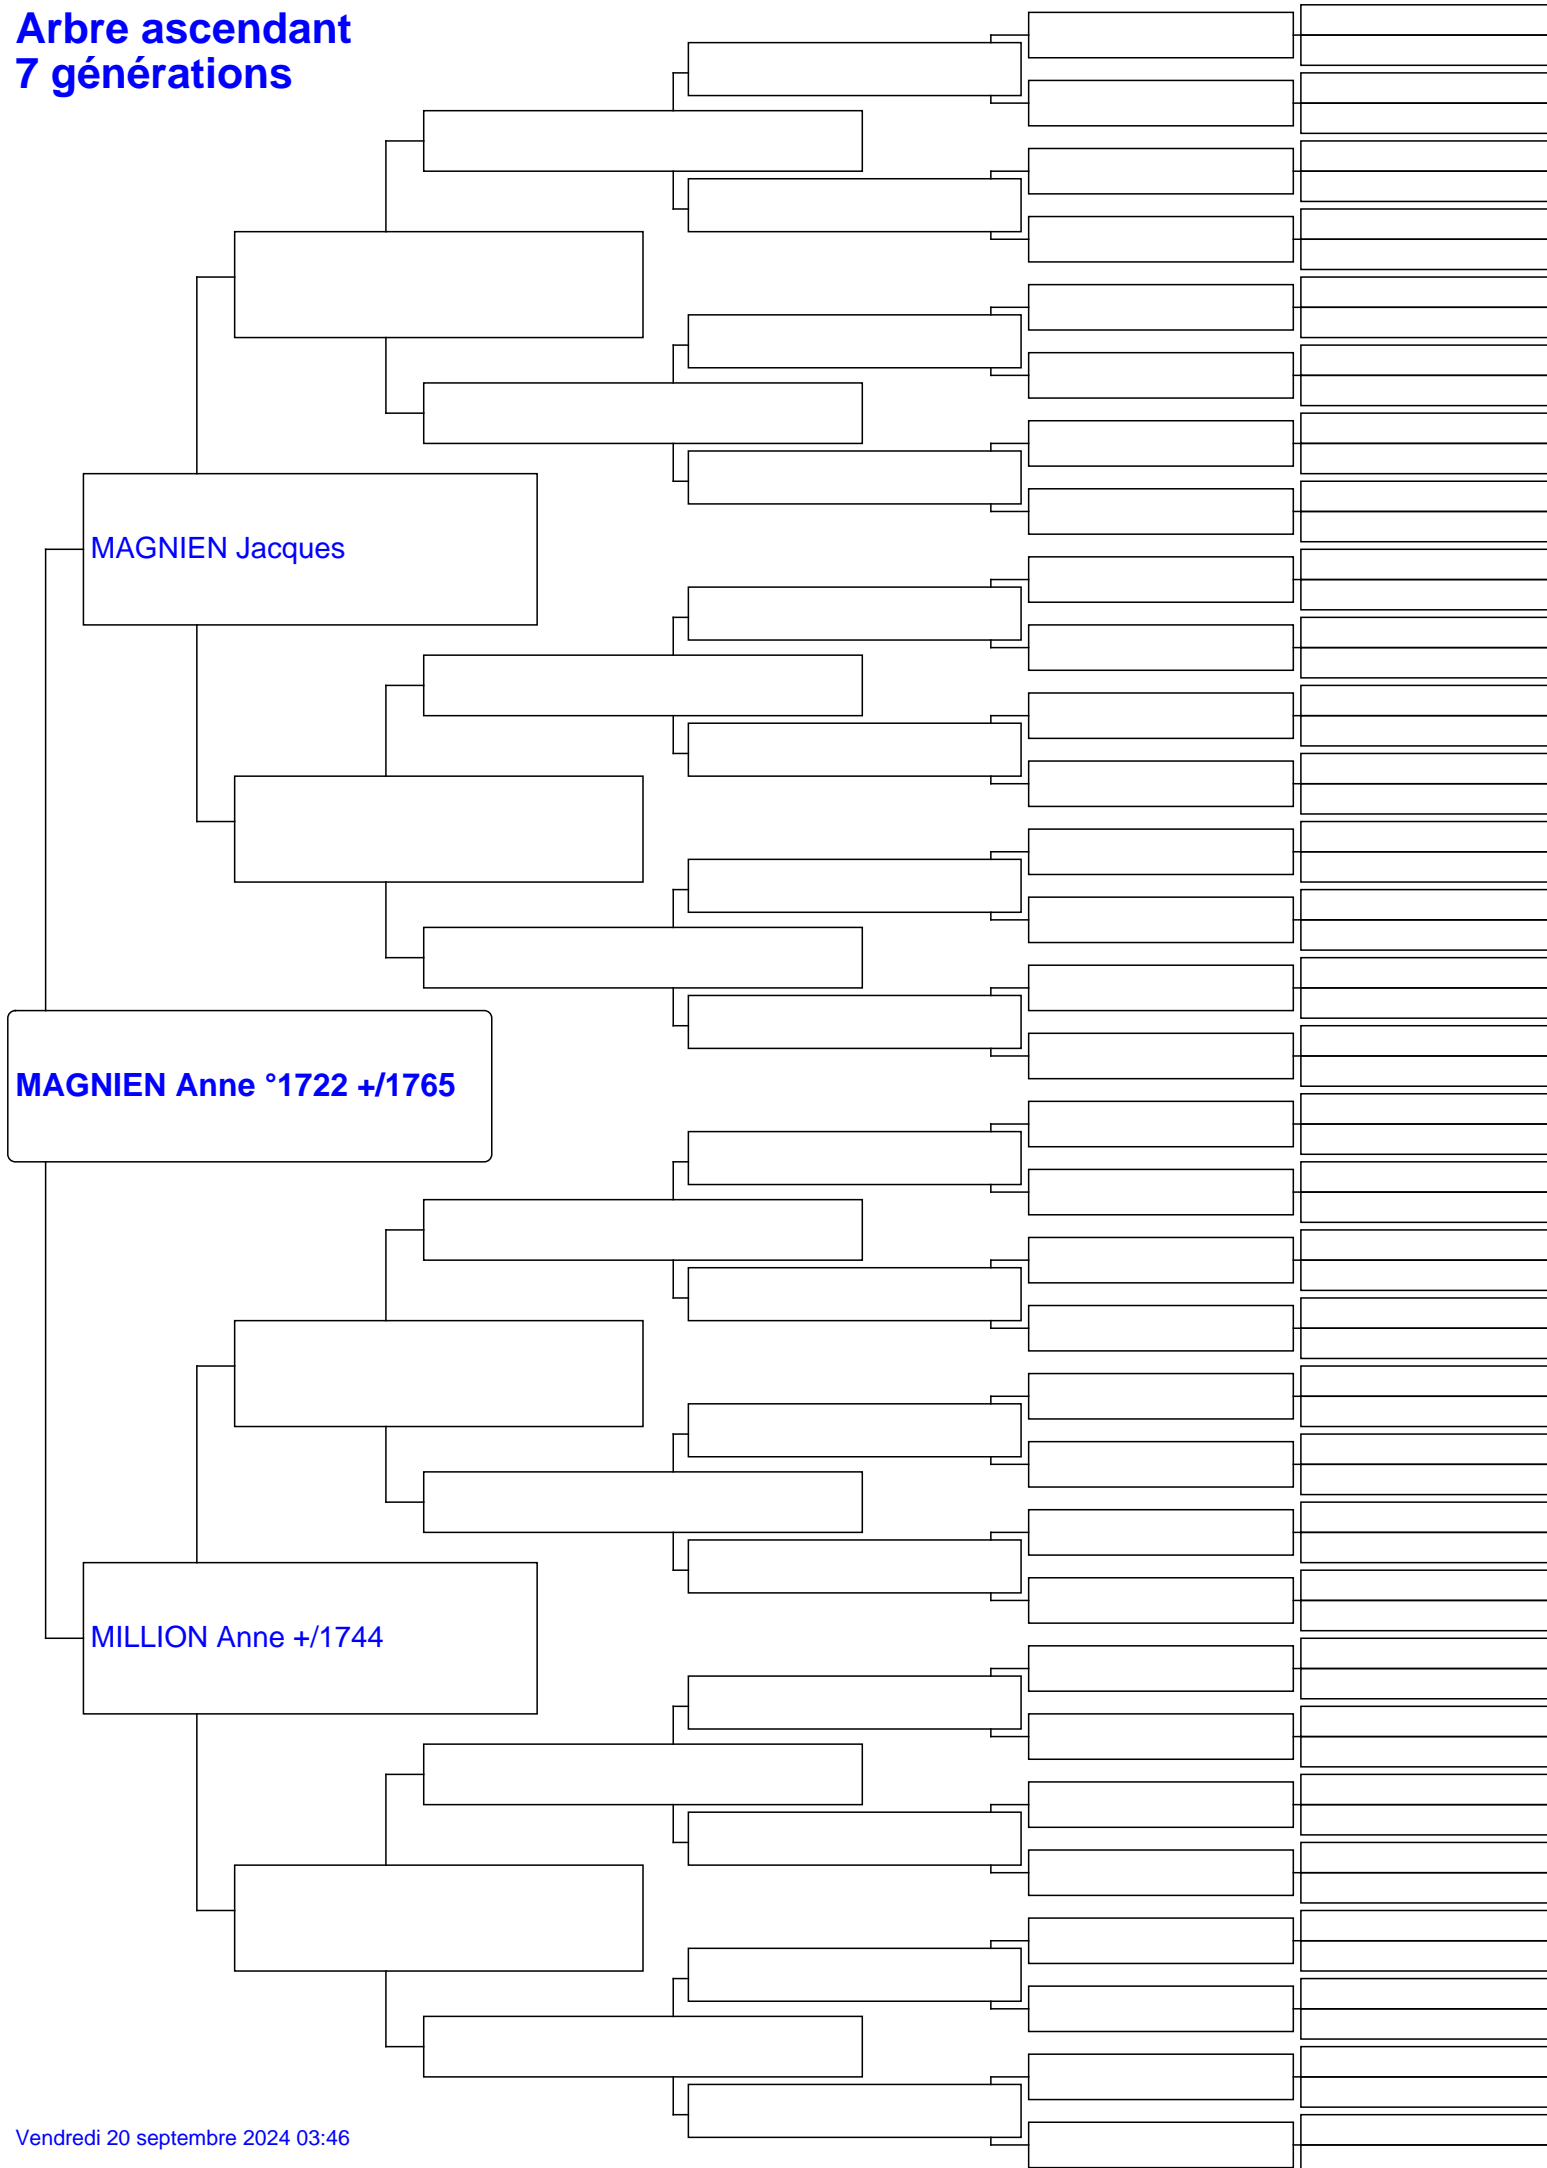 Arbre ascendant
7 générations
MAGNIEN Jacques
MAGNIEN Anne °1722 +/1765
MILLION Anne +/1744
Vendredi 20 septembre 2024 03:46